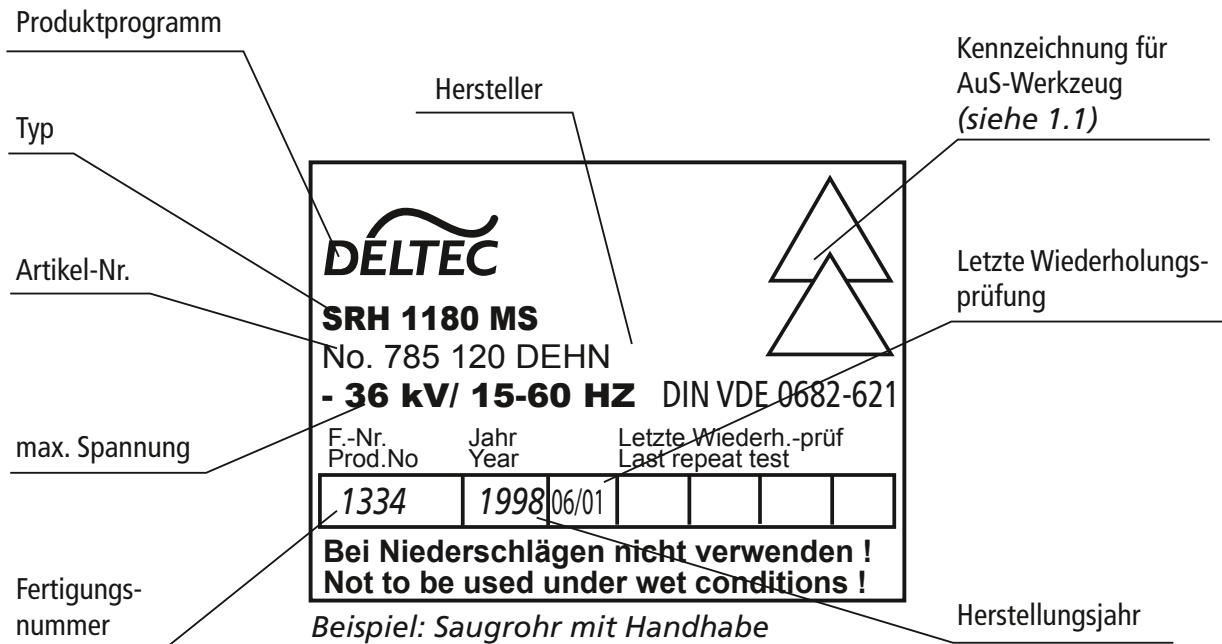 Produktprogramm
Hersteller
Kennzeichnung für
AuS-Werkzeug
(siehe 1.1)
Typ
Artikel-Nr.
Letzte Wiederholungs-
prüfung
max. Spannung
Fertigungs-
nummer
Herstellungsjahr
DELTEC
SRH 1180 MS
No. 785 120 DEHN
- 36 kV/ 15-60 HZ DIN VDE 0682-621
F.-Nr. Jahr Letzte Wiederh.-prüf
Prod.No Year Last repeat test
1334 1998 06/01
Bei Niederschlägen nicht verwenden !
Not to be used under wet conditions !
Beispiel: Saugrohr mit Handhabe